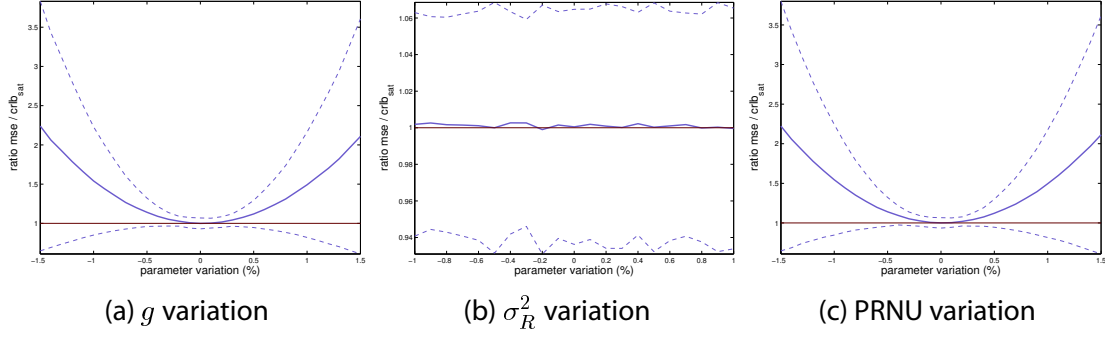 3.5
3
2.5
2
1.5
1
ratio mse / crlb_sat
−1.5 −1 −0.5 0 0.5 1 1.5
parameter variation (%)
(a) g variation
1.06
1.04
1.02
1
0.98
0.96
0.94
ratio mse / crlb_sat
−1 −0.8 −0.6 −0.4 −0.2 0 0.2 0.4 0.6 0.8 1
parameter variation (%)
(b) σ_R^2 variation
3.5
3
2.5
2
1.5
1
ratio mse / crlb_sat
−1.5 −1 −0.5 0 0.5 1 1.5
parameter variation (%)
(c) PRNU variation